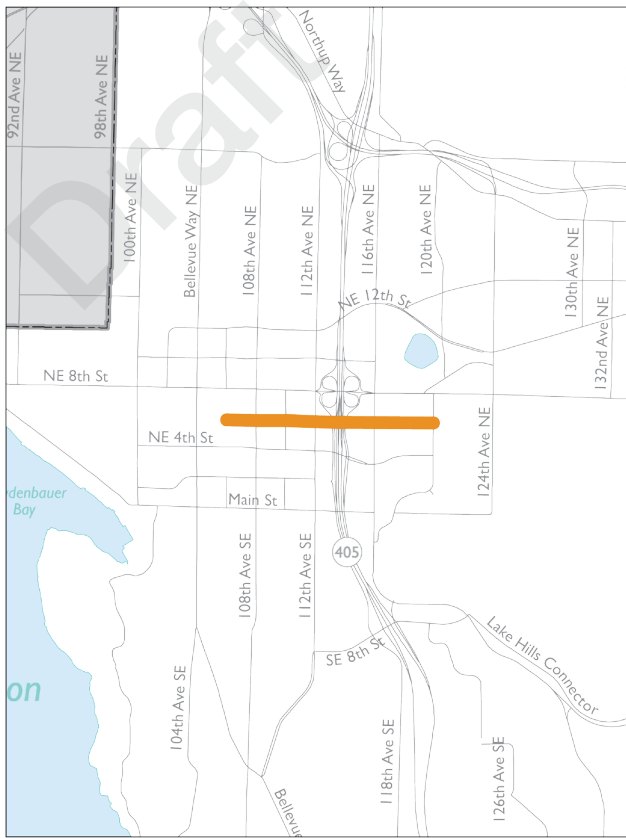 Draft
Northup Way
92nd Ave NE
98th Ave NE
100th Ave NE
Bellevue Way NE
108th Ave NE
112th Ave NE
116th Ave NE
120th Ave NE
130th Ave NE
132nd Ave NE
NE 12th St
NE 8th St
NE 4th St
124th Ave NE
Main St
denbauer
Bay
405
108th Ave SE
112th Ave SE
SE 8th St
Lake Hills Connector
on
104th Ave SE
118th Ave SE
126th Ave SE
Bellevue